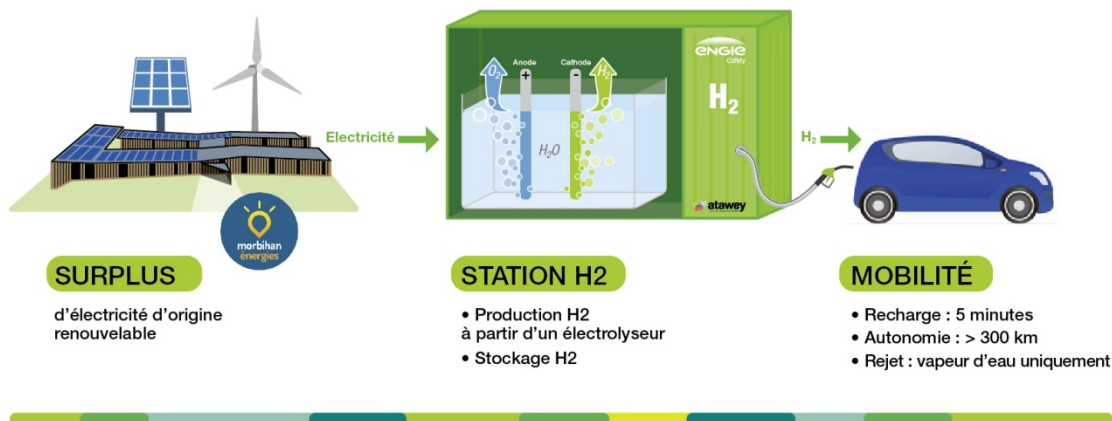 Electricité
O₂
Anode
+
Cathode
-
H₂
H₂O
ENGIE
Cofely
H₂
atawey
H₂
morbihan
énergies
SURPLUS
d'électricité d'origine
renouvelable
STATION H2
• Production H2
à partir d'un électrolyseur
• Stockage H2
MOBILITÉ
• Recharge : 5 minutes
• Autonomie : > 300 km
• Rejet : vapeur d'eau uniquement